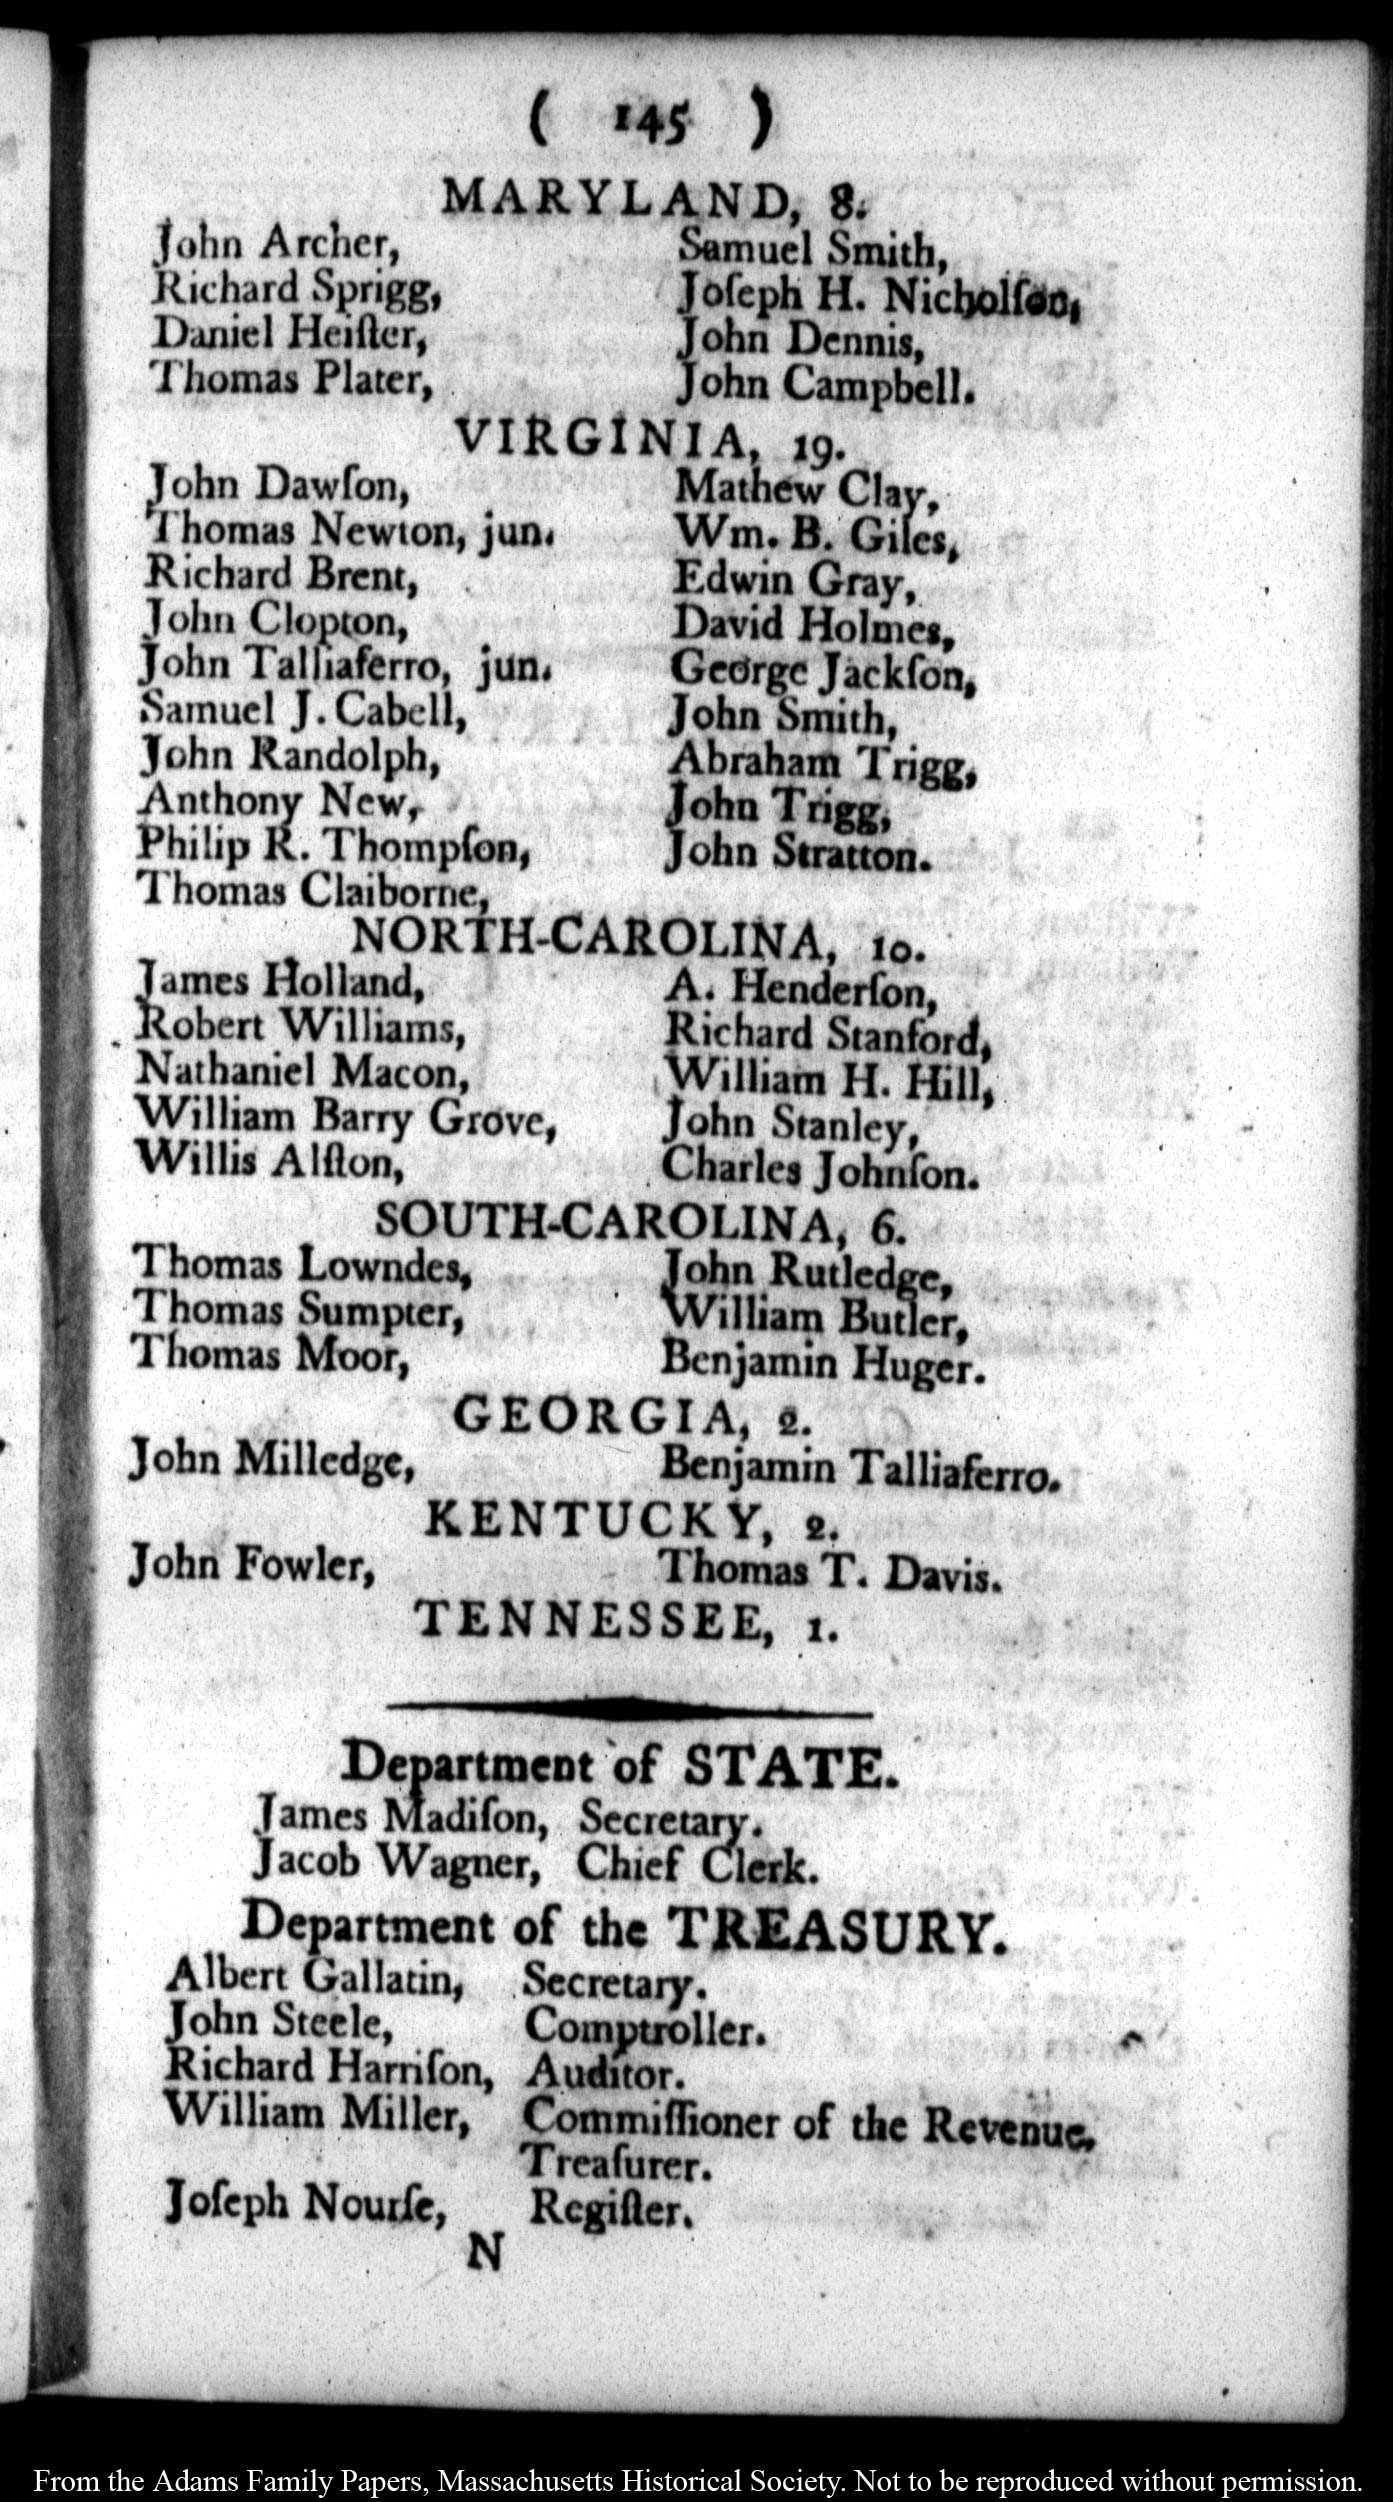 ( 145 )
MARYLAND, 8.
John Archer, Samuel Smith,
Richard Sprigg, Joſeph H. Nicholſon,
Daniel Heiſter, John Dennis,
Thomas Plater, John Campbell.
VIRGINIA, 19.
John Dawſon, Mathew Clay,
Thomas Newton, jun. Wm. B. Giles,
Richard Brent, Edwin Gray,
John Clopton, David Holmes,
John Talliaferro, jun. George Jackſon,
Samuel J. Cabell, John Smith,
John Randolph, Abraham Trigg,
Anthony New, John Trigg,
Philip R. Thompſon, John Stratton.
Thomas Claiborne,
NORTH-CAROLINA, 10.
James Holland, A. Henderſon,
Robert Williams, Richard Stanford,
Nathaniel Macon, William H. Hill,
William Barry Grove, John Stanley,
Willis Alſton, Charles Johnſon.
SOUTH-CAROLINA, 6.
Thomas Lowndes, John Rutledge,
Thomas Sumpter, William Butler,
Thomas Moor, Benjamin Huger.
GEORGIA, 2.
John Milledge, Benjamin Talliaferro.
KENTUCKY, 2.
John Fowler, Thomas T. Davis.
TENNESSEE, 1.
Department of STATE.
James Madiſon, Secretary.
Jacob Wagner, Chief Clerk.
Department of the TREASURY.
Albert Gallatin, Secretary.
John Steele, Comptroller.
Richard Harriſon, Auditor.
William Miller, Commiſſioner of the Revenue.
Treaſurer.
Joſeph Nourſe, Regiſter.
N
From the Adams Family Papers, Massachusetts Historical Society. Not to be reproduced without permission.